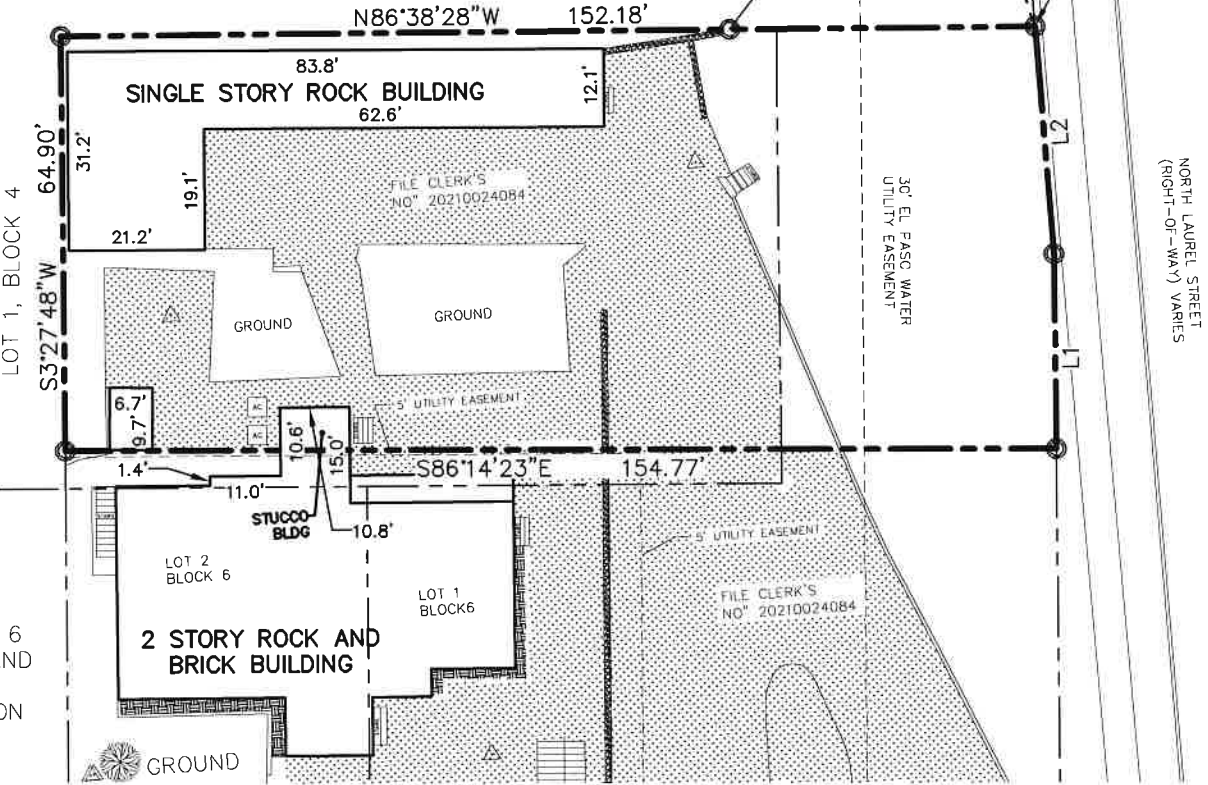 N86°38'28"W 152.18'
83.8'
SINGLE STORY ROCK BUILDING
12.1'
62.6'
31.2'
64.90'
S3°27'48"W
LOT 1, BLOCK 4
19.1'
21.2'
FILE CLERK'S
NO" 20210024084
30' EL PASO WATER
UTILITY EASEMENT
L2
L1
NORTH LAUREL STREET
(RIGHT-OF-WAY) VARIES
GROUND
GROUND
6.7'
9.7'
AC
AC
5' UTILITY EASEMENT
10.6'
15.0'
1.4'
11.0'
S86°14'23"E 154.77'
STUCCO
BLDG
10.8'
5' UTILITY EASEMENT
LOT 2
BLOCK 6
LOT 1
BLOCK6
FILE CLERK'S
NO" 20210024084
2 STORY ROCK AND
BRICK BUILDING
6
ND
ON
GROUND